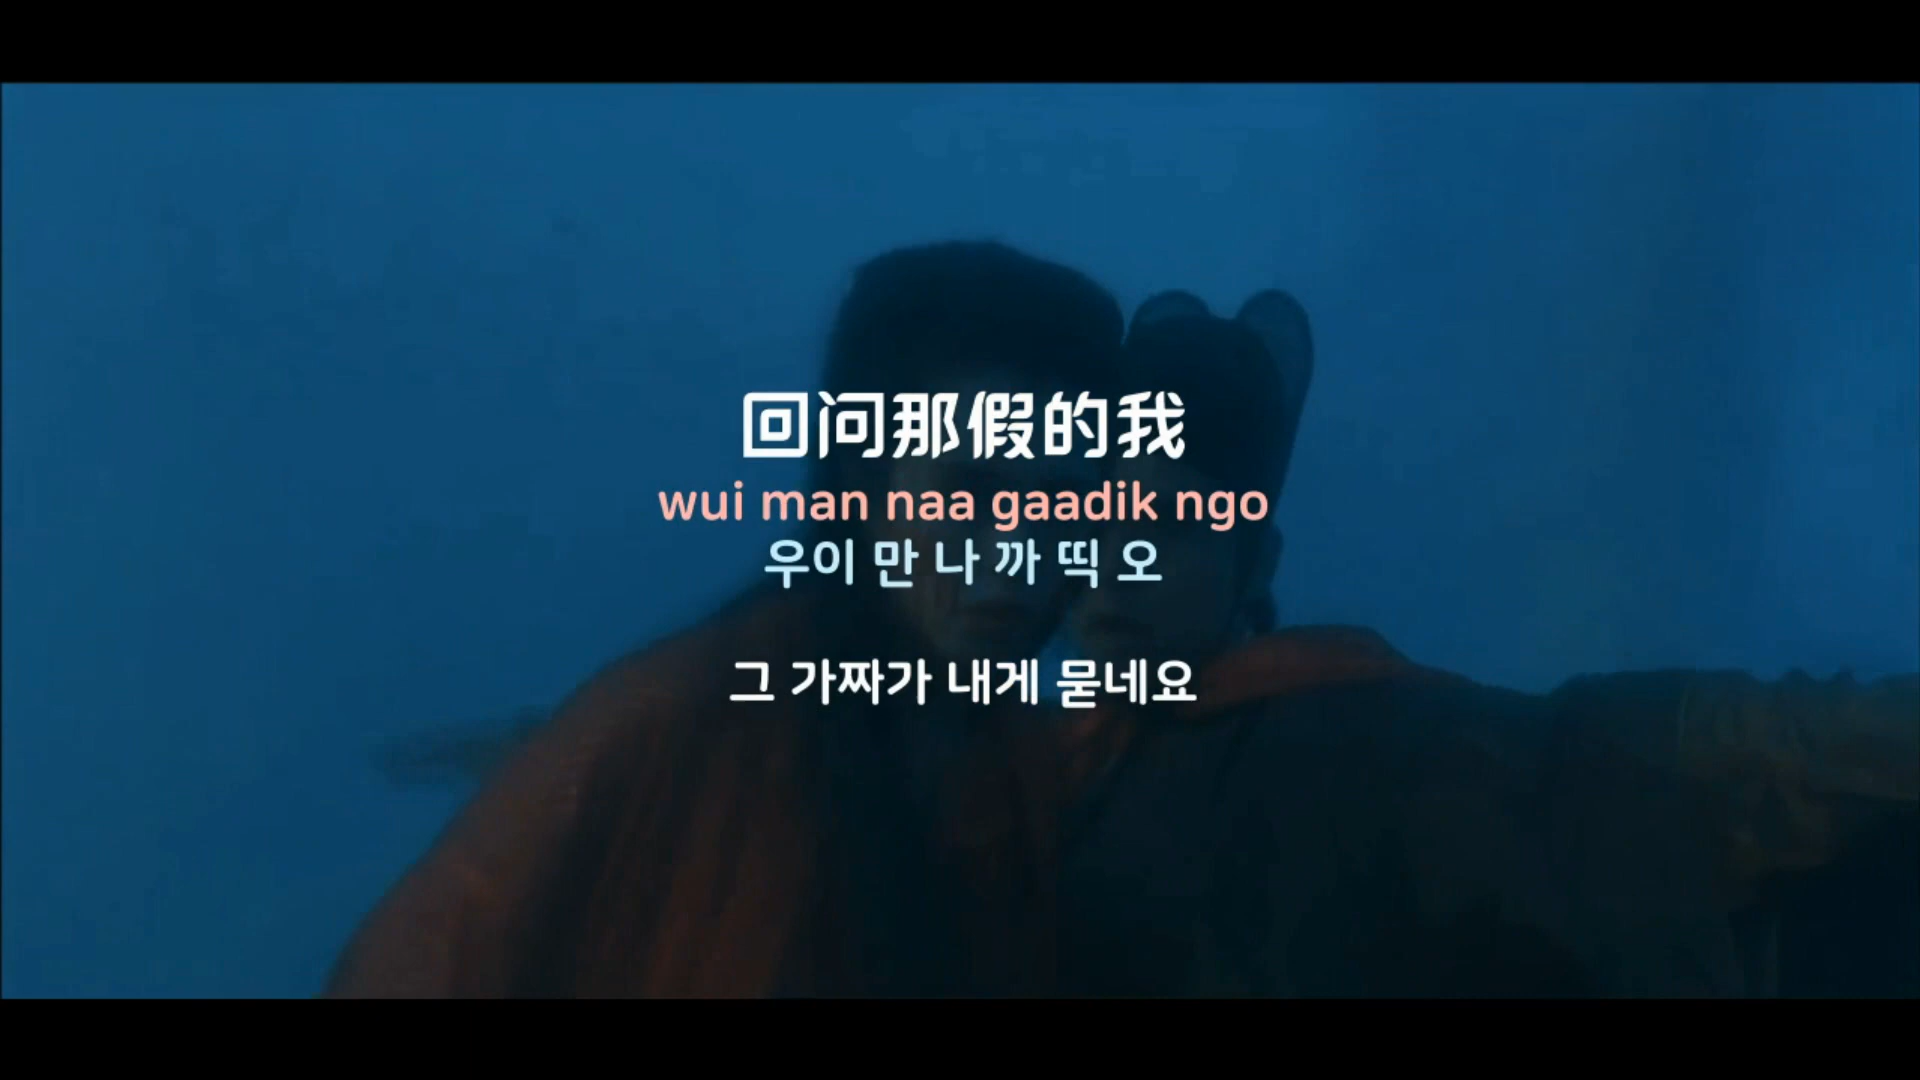 回问那假的我
wui man naa gaadik ngo
우이 만 나 까 띡 오
그 가짜가 내게 묻네요